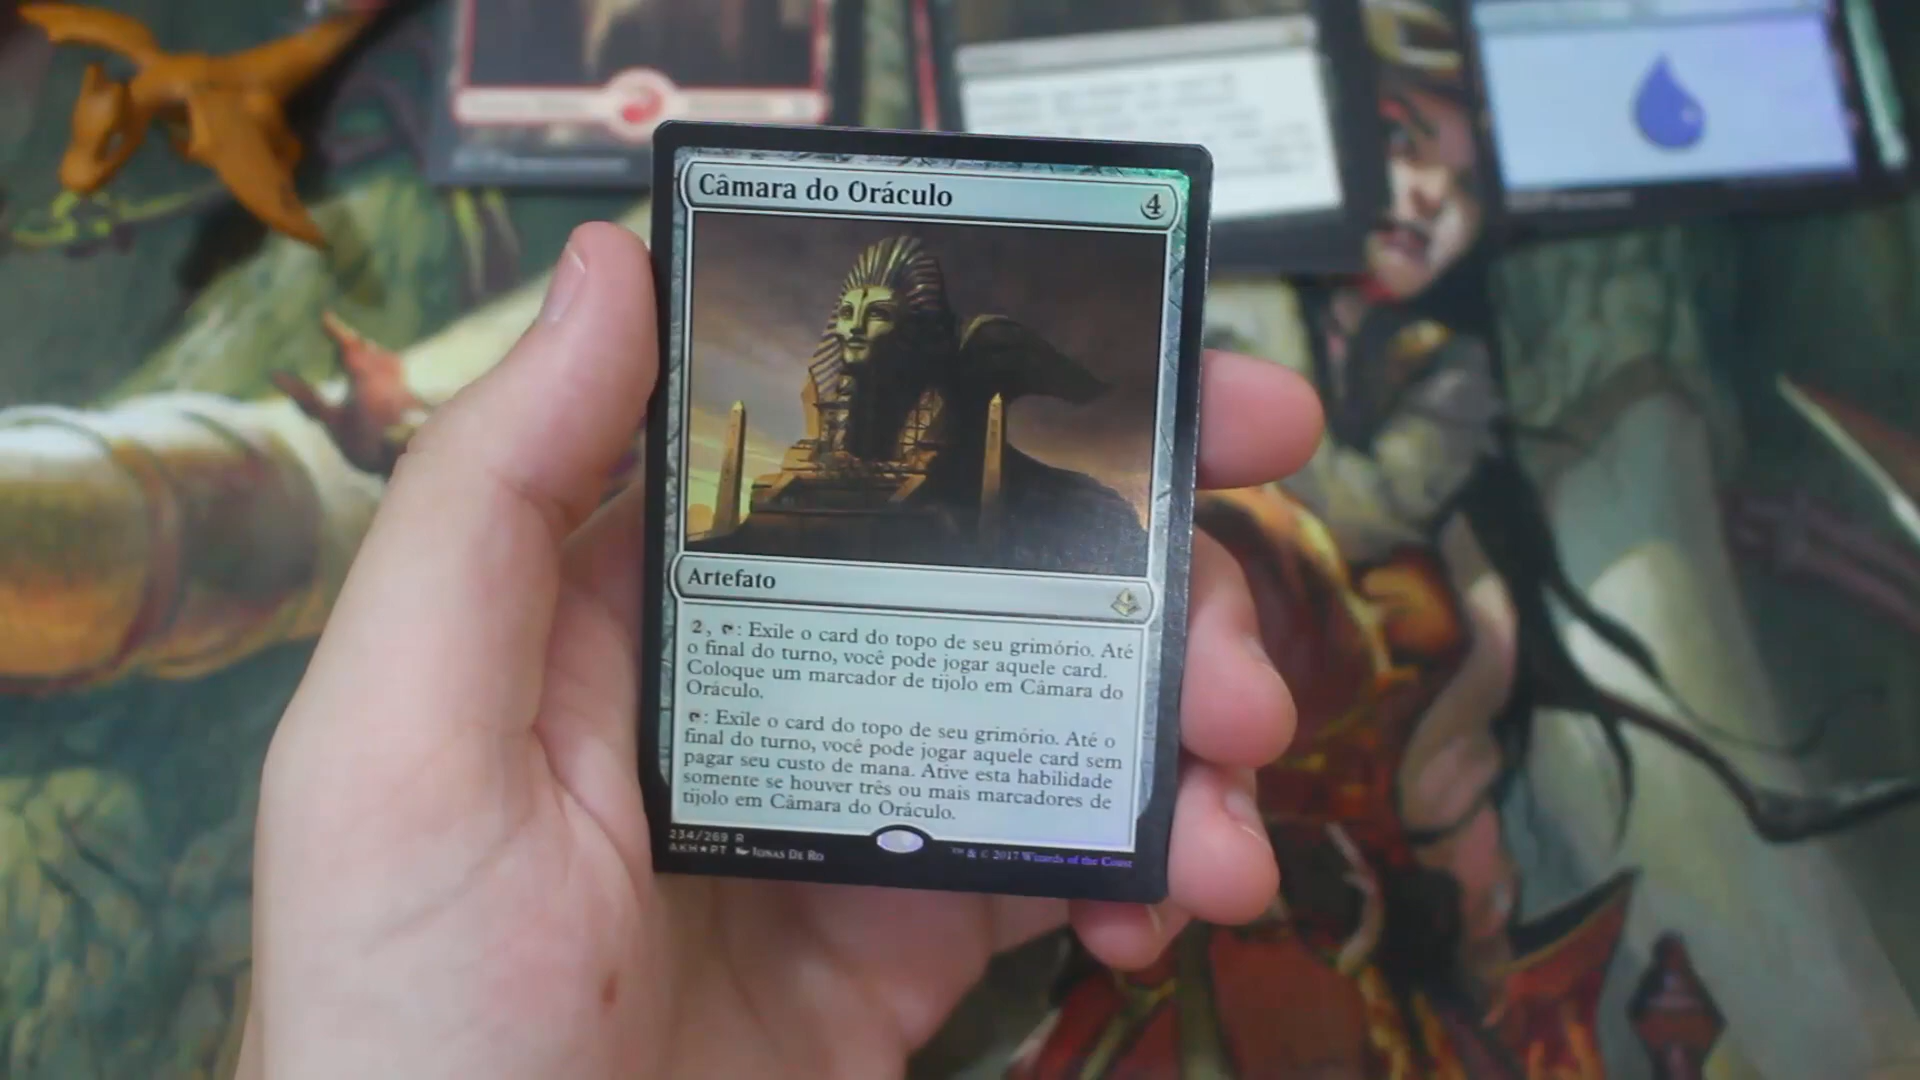 Câmara do Oráculo 4
Artefato
2, T: Exile o card do topo de seu grimório. Até
o final do turno, você pode jogar aquele card.
Coloque um marcador de tijolo em Câmara do
Oráculo.
T: Exile o card do topo de seu grimório. Até o
final do turno, você pode jogar aquele card sem
pagar seu custo de mana. Ative esta habilidade
somente se houver três ou mais marcadores de
tijolo em Câmara do Oráculo.
234/269 R
AKH★PT Jonas De Ro
™ & © 2017 Wizards of the Coast